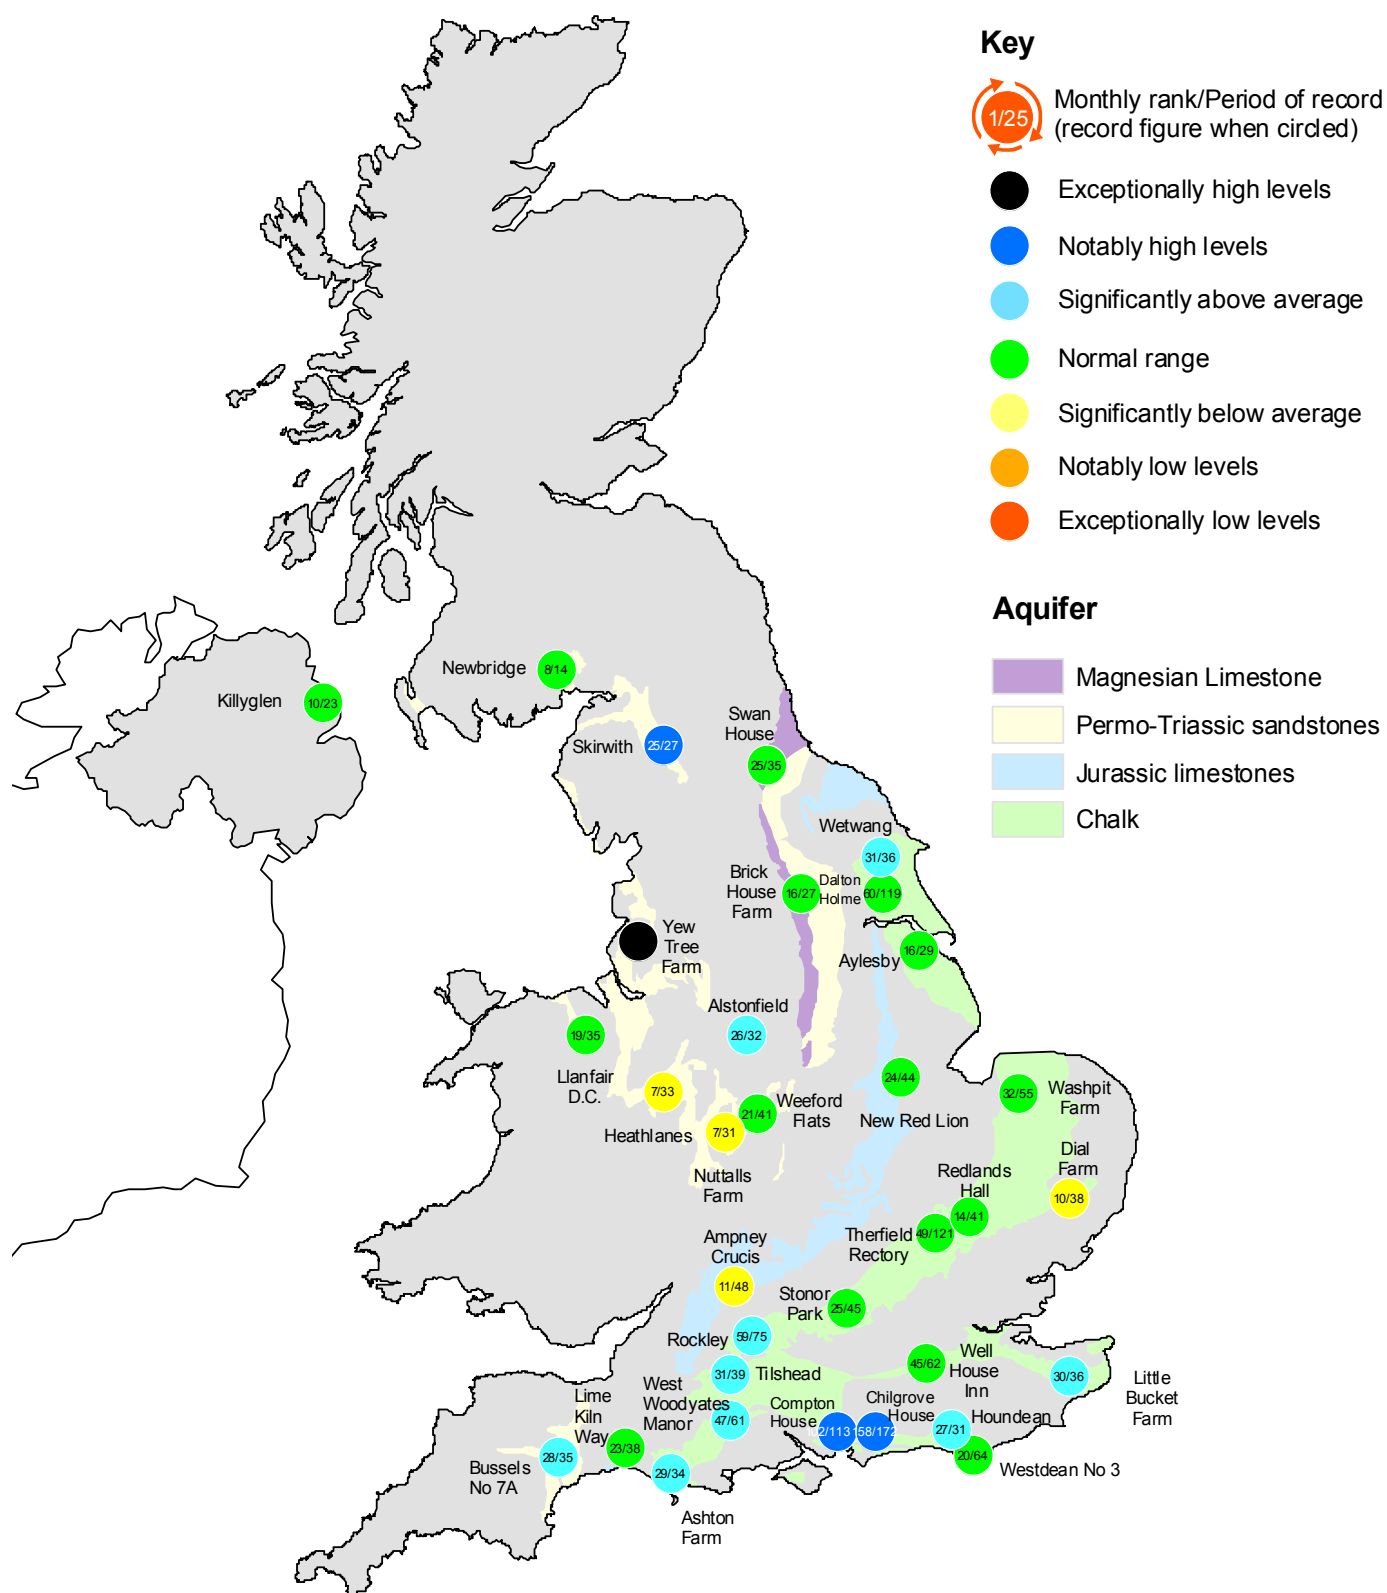 Key
1/25
Monthly rank/Period of record
(record figure when circled)
Exceptionally high levels
Notably high levels
Significantly above average
Normal range
Significantly below average
Notably low levels
Exceptionally low levels
Aquifer
Magnesian Limestone
Permo-Triassic sandstones
Jurassic limestones
Chalk
Newbridge
8/14
Killyglen
10/23
Skirwith
25/27
Swan
House
25/35
Wetwang
31/36
Brick
House
Farm
16/27
Dalton
Holme
60/119
Yew
Tree
Farm
Aylesby
16/29
Alstonfield
26/32
19/35
Llanfair
D.C.
7/33
Heathlanes
21/41
Weeford
Flats
7/31
Nuttalls
Farm
24/44
New Red Lion
32/55
Washpit
Farm
Dial
Farm
10/38
Redlands
Hall
14/41
Therfield
Rectory
49/121
Ampney
Crucis
11/48
Stonor
Park
25/45
Rockley
59/75
31/39
Tilshead
West
Woodyates
Manor
47/61
45/62
Well
House
Inn
30/36
Little
Bucket
Farm
Compton
House
102/113
Chilgrove
House
158/172
Houndean
27/31
20/64
Westdean No 3
Lime
Kiln
Way
23/38
Bussels
No 7A
28/35
29/34
Ashton
Farm